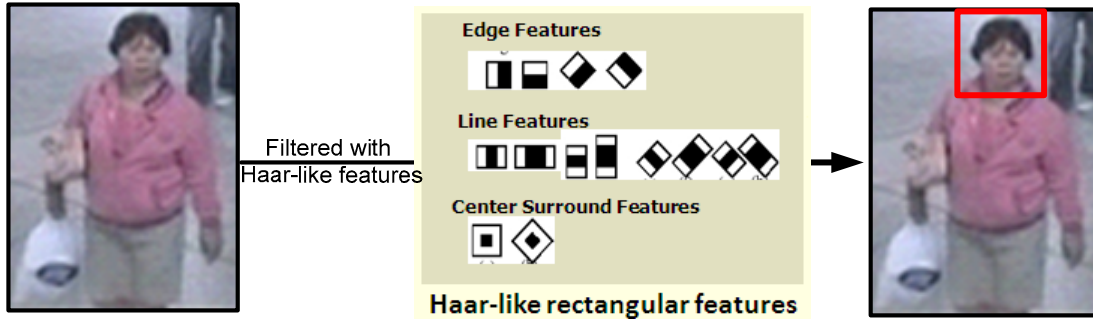 Edge Features
Line Features
Filtered with
Haar-like features
Center Surround Features
Haar-like rectangular features